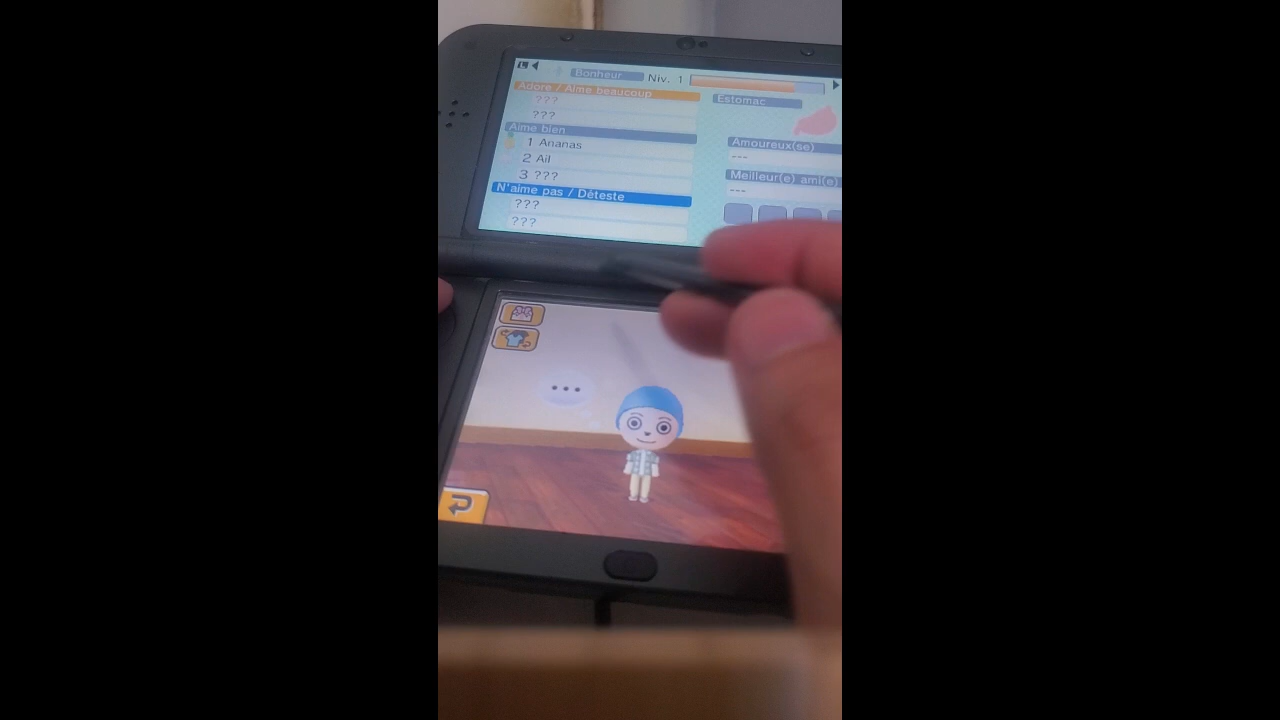 L
Bonheur Niv. 1
Adore / Aime beaucoup
???
???
Aime bien
1 Ananas
2 Ail
3 ???
N'aime pas / Déteste
???
???
Estomac
Amoureux(se)
---
Meilleur(e) ami(e)
---
...